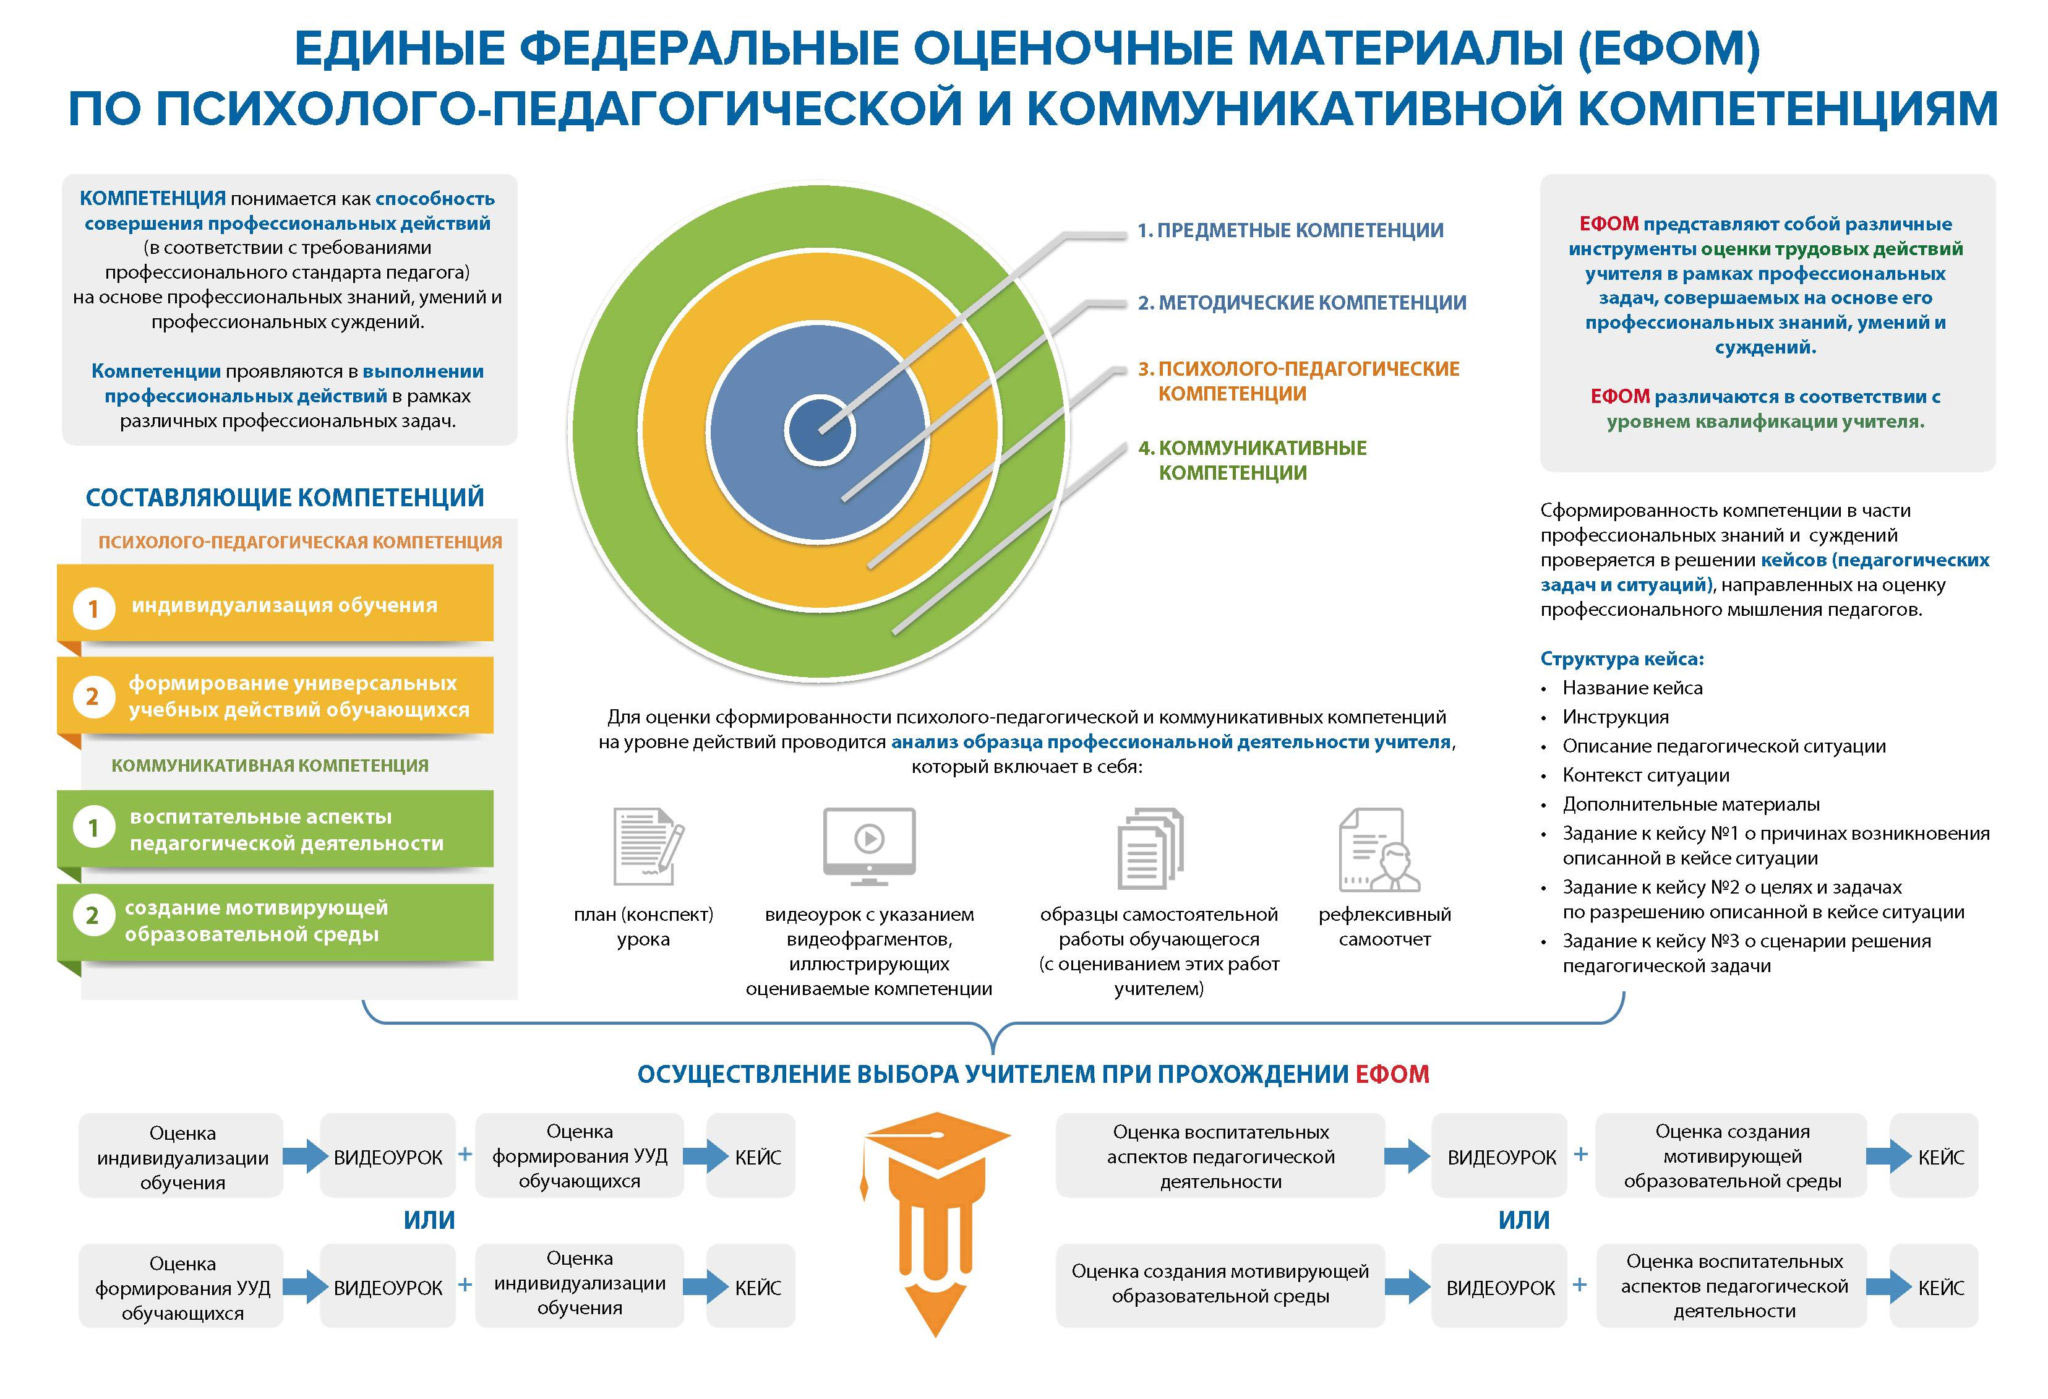 ЕДИНЫЕ ФЕДЕРАЛЬНЫЕ ОЦЕНОЧНЫЕ МАТЕРИАЛЫ (ЕФОМ)
ПО ПСИХОЛОГО-ПЕДАГОГИЧЕСКОЙ И КОММУНИКАТИВНОЙ КОМПЕТЕНЦИЯМ
КОМПЕТЕНЦИЯ понимается как способность
совершения профессиональных действий
(в соответствии с требованиями
профессионального стандарта педагога)
на основе профессиональных знаний, умений и
профессиональных суждений.
Компетенции проявляются в выполнении
профессиональных действий в рамках
различных профессиональных задач.
СОСТАВЛЯЮЩИЕ КОМПЕТЕНЦИЙ
ПСИХОЛОГО-ПЕДАГОГИЧЕСКАЯ КОМПЕТЕНЦИЯ
1 индивидуализация обучения
2 формирование универсальных
учебных действий обучающихся
КОММУНИКАТИВНАЯ КОМПЕТЕНЦИЯ
1 воспитательные аспекты
педагогической деятельности
2 создание мотивирующей
образовательной среды
1. ПРЕДМЕТНЫЕ КОМПЕТЕНЦИИ
2. МЕТОДИЧЕСКИЕ КОМПЕТЕНЦИИ
3. ПСИХОЛОГО-ПЕДАГОГИЧЕСКИЕ
КОМПЕТЕНЦИИ
4. КОММУНИКАТИВНЫЕ
КОМПЕТЕНЦИИ
Для оценки сформированности психолого-педагогической и коммуникативных компетенций
на уровне действий проводится анализ образца профессиональной деятельности учителя,
который включает в себя:
план (конспект)
урока
видеоурок с указанием
видеофрагментов,
иллюстрирующих
оцениваемые компетенции
образцы самостоятельной
работы обучающегося
(с оцениванием этих работ
учителем)
рефлексивный
самоотчет
ЕФОМ представляют собой различные
инструменты оценки трудовых действий
учителя в рамках профессиональных
задач, совершаемых на основе его
профессиональных знаний, умений и
суждений.
ЕФОМ различаются в соответствии с
уровнем квалификации учителя.
Сформированность компетенции в части
профессиональных знаний и суждений
проверяется в решении кейсов (педагогических
задач и ситуаций), направленных на оценку
профессионального мышления педагогов.
Структура кейса:
• Название кейса
• Инструкция
• Описание педагогической ситуации
• Контекст ситуации
• Дополнительные материалы
• Задание к кейсу №1 о причинах возникновения
описанной в кейсе ситуации
• Задание к кейсу №2 о целях и задачах
по разрешению описанной в кейсе ситуации
• Задание к кейсу №3 о сценарии решения
педагогической задачи
ОСУЩЕСТВЛЕНИЕ ВЫБОРА УЧИТЕЛЕМ ПРИ ПРОХОЖДЕНИИ ЕФОМ
Оценка
индивидуализации
обучения
ВИДЕОУРОК
+
Оценка
формирования УУД
обучающихся
КЕЙС
ИЛИ
Оценка
формирования УУД
обучающихся
ВИДЕОУРОК
+
Оценка
индивидуализации
обучения
КЕЙС
Оценка воспитательных
аспектов педагогической
деятельности
ВИДЕОУРОК
+
Оценка создания
мотивирующей
образовательной среды
КЕЙС
ИЛИ
Оценка создания мотивирующей
образовательной среды
ВИДЕОУРОК
+
Оценка воспитательных
аспектов педагогической
деятельности
КЕЙС